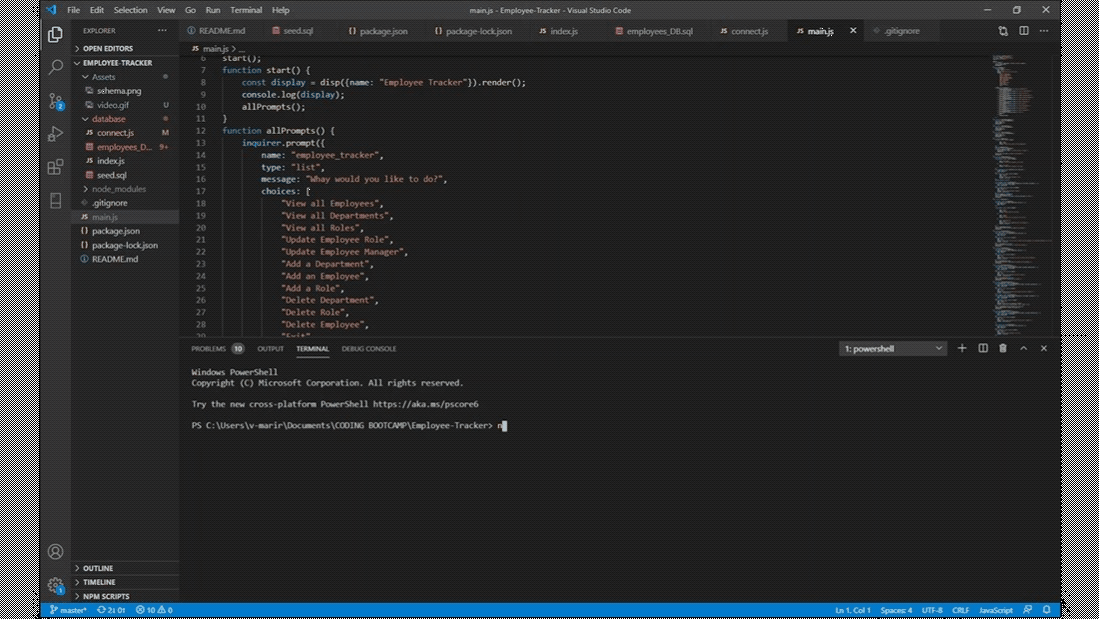 File Edit Selection View Go Run Terminal Help
main.js - Employee-Tracker - Visual Studio Code
EXPLORER
README.md seed.sql package.json package-lock.json index.js employees_DB.sql connect.js main.js .gitignore
OPEN EDITORS
EMPLOYEE-TRACKER
Assets
sshema.png
video.gif U
database
connect.js M
employees_D... 9+
index.js
seed.sql
node_modules
.gitignore
main.js
package.json
package-lock.json
README.md
OUTLINE
TIMELINE
NPM SCRIPTS
main.js > ...
6 start();
7 function start() {
8 const display = disp({name: "Employee Tracker"}).render();
9 console.log(display);
10 allPrompts();
11 }
12 function allPrompts() {
13 inquirer.prompt({
14 name: "employee_tracker",
15 type: "list",
16 message: "Whay would you like to do?",
17 choices: [
18 "View all Employees",
19 "View all Departments",
20 "View all Roles",
21 "Update Employee Role",
22 "Update Employee Manager",
23 "Add a Department",
24 "Add an Employee",
25 "Add a Role",
26 "Delete Department",
27 "Delete Role",
28 "Delete Employee",
29 "Exit"
PROBLEMS 10 OUTPUT TERMINAL DEBUG CONSOLE
1: powershell
Windows PowerShell
Copyright (C) Microsoft Corporation. All rights reserved.
Try the new cross-platform PowerShell https://aka.ms/pscore6
PS C:\Users\v-marir\Documents\CODING BOOTCAMP\Employee-Tracker> n
2
1
master* 2↓ 0↑ 10 0
Ln 1, Col 1 Spaces: 4 UTF-8 CRLF JavaScript